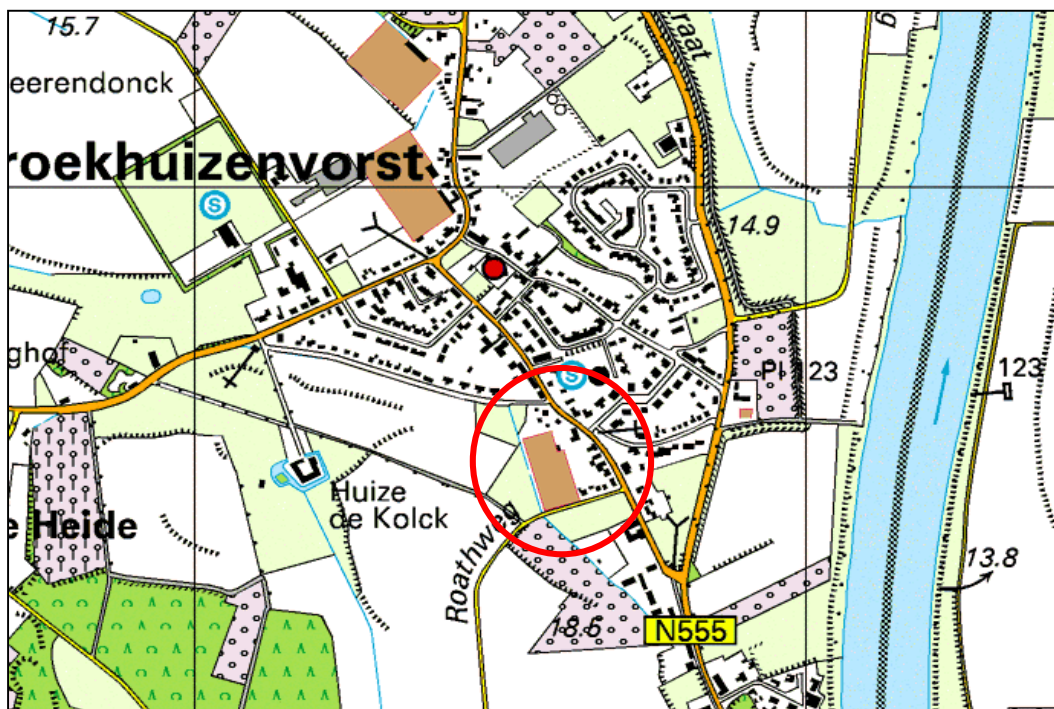 15.7
eerendonck
roekhuizenvorst
S
raat
14.9
ghof
S
Pl 123
123
Huize
de Kolck
e Heide
Roathweg
13.8
18.6
N555